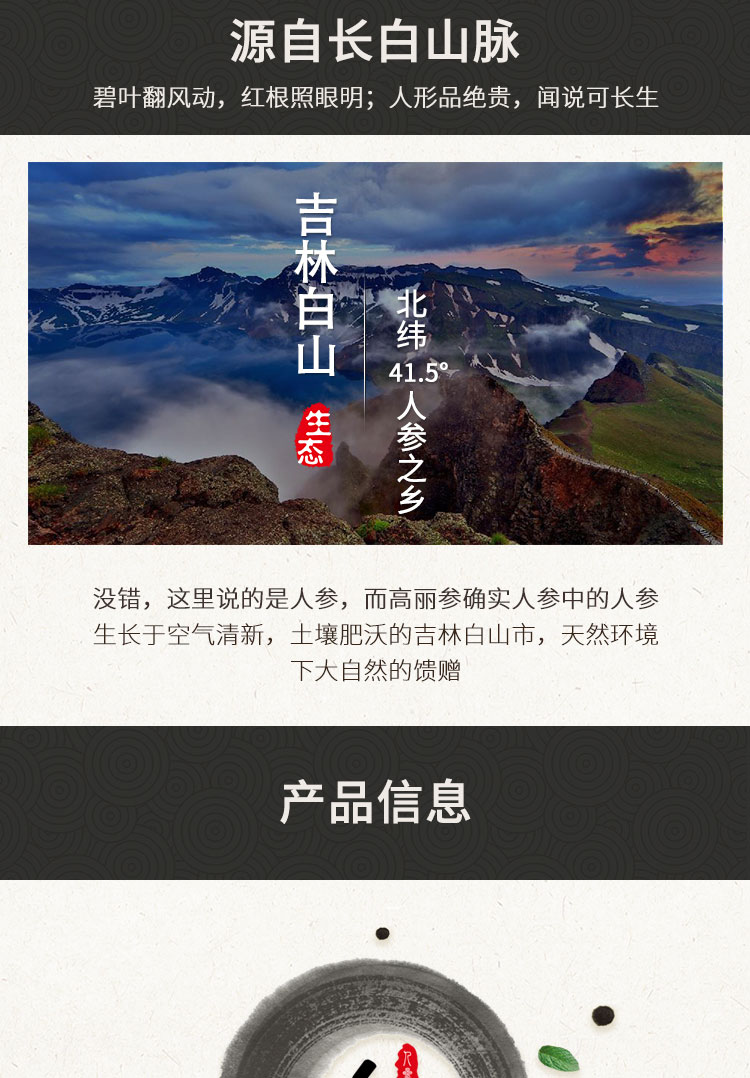 源自长白山脉
碧叶翻风动，红根照眼明；人形品绝贵，闻说可长生
吉林白山
生态
北纬
41.5°
人参之乡
没错，这里说的是人参，而高丽参确实人参中的人参
生长于空气清新，土壤肥沃的吉林白山市，天然环境
下大自然的馈赠
产品信息